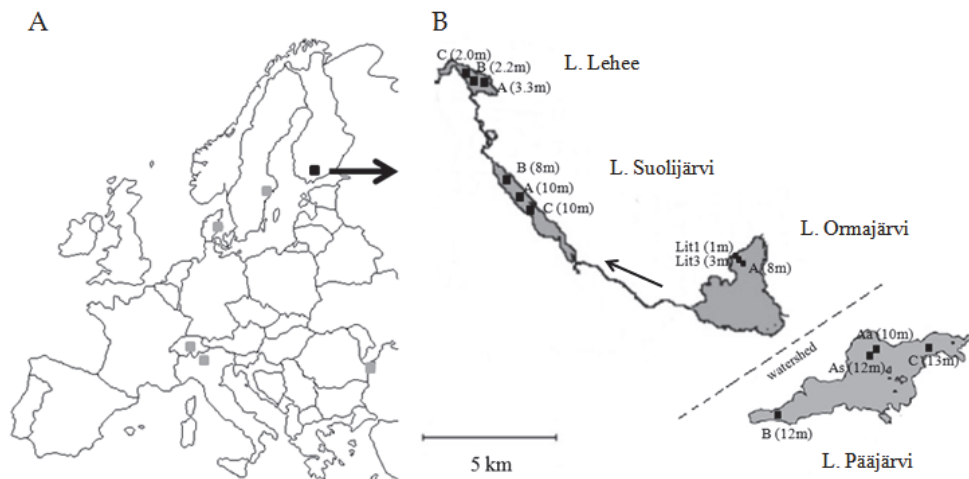 A
B
C (2.0m)
B (2.2m)
A (3.3m)
L. Lehee
B (8m)
A (10m)
C (10m)
L. Suolijärvi
L. Ormajärvi
Lit1 (1m)
Lit3 (3m)
A (8m)
watershed
Aa (10m)
As (12m)
C (13m)
B (12m)
5 km
L. Pääjärvi